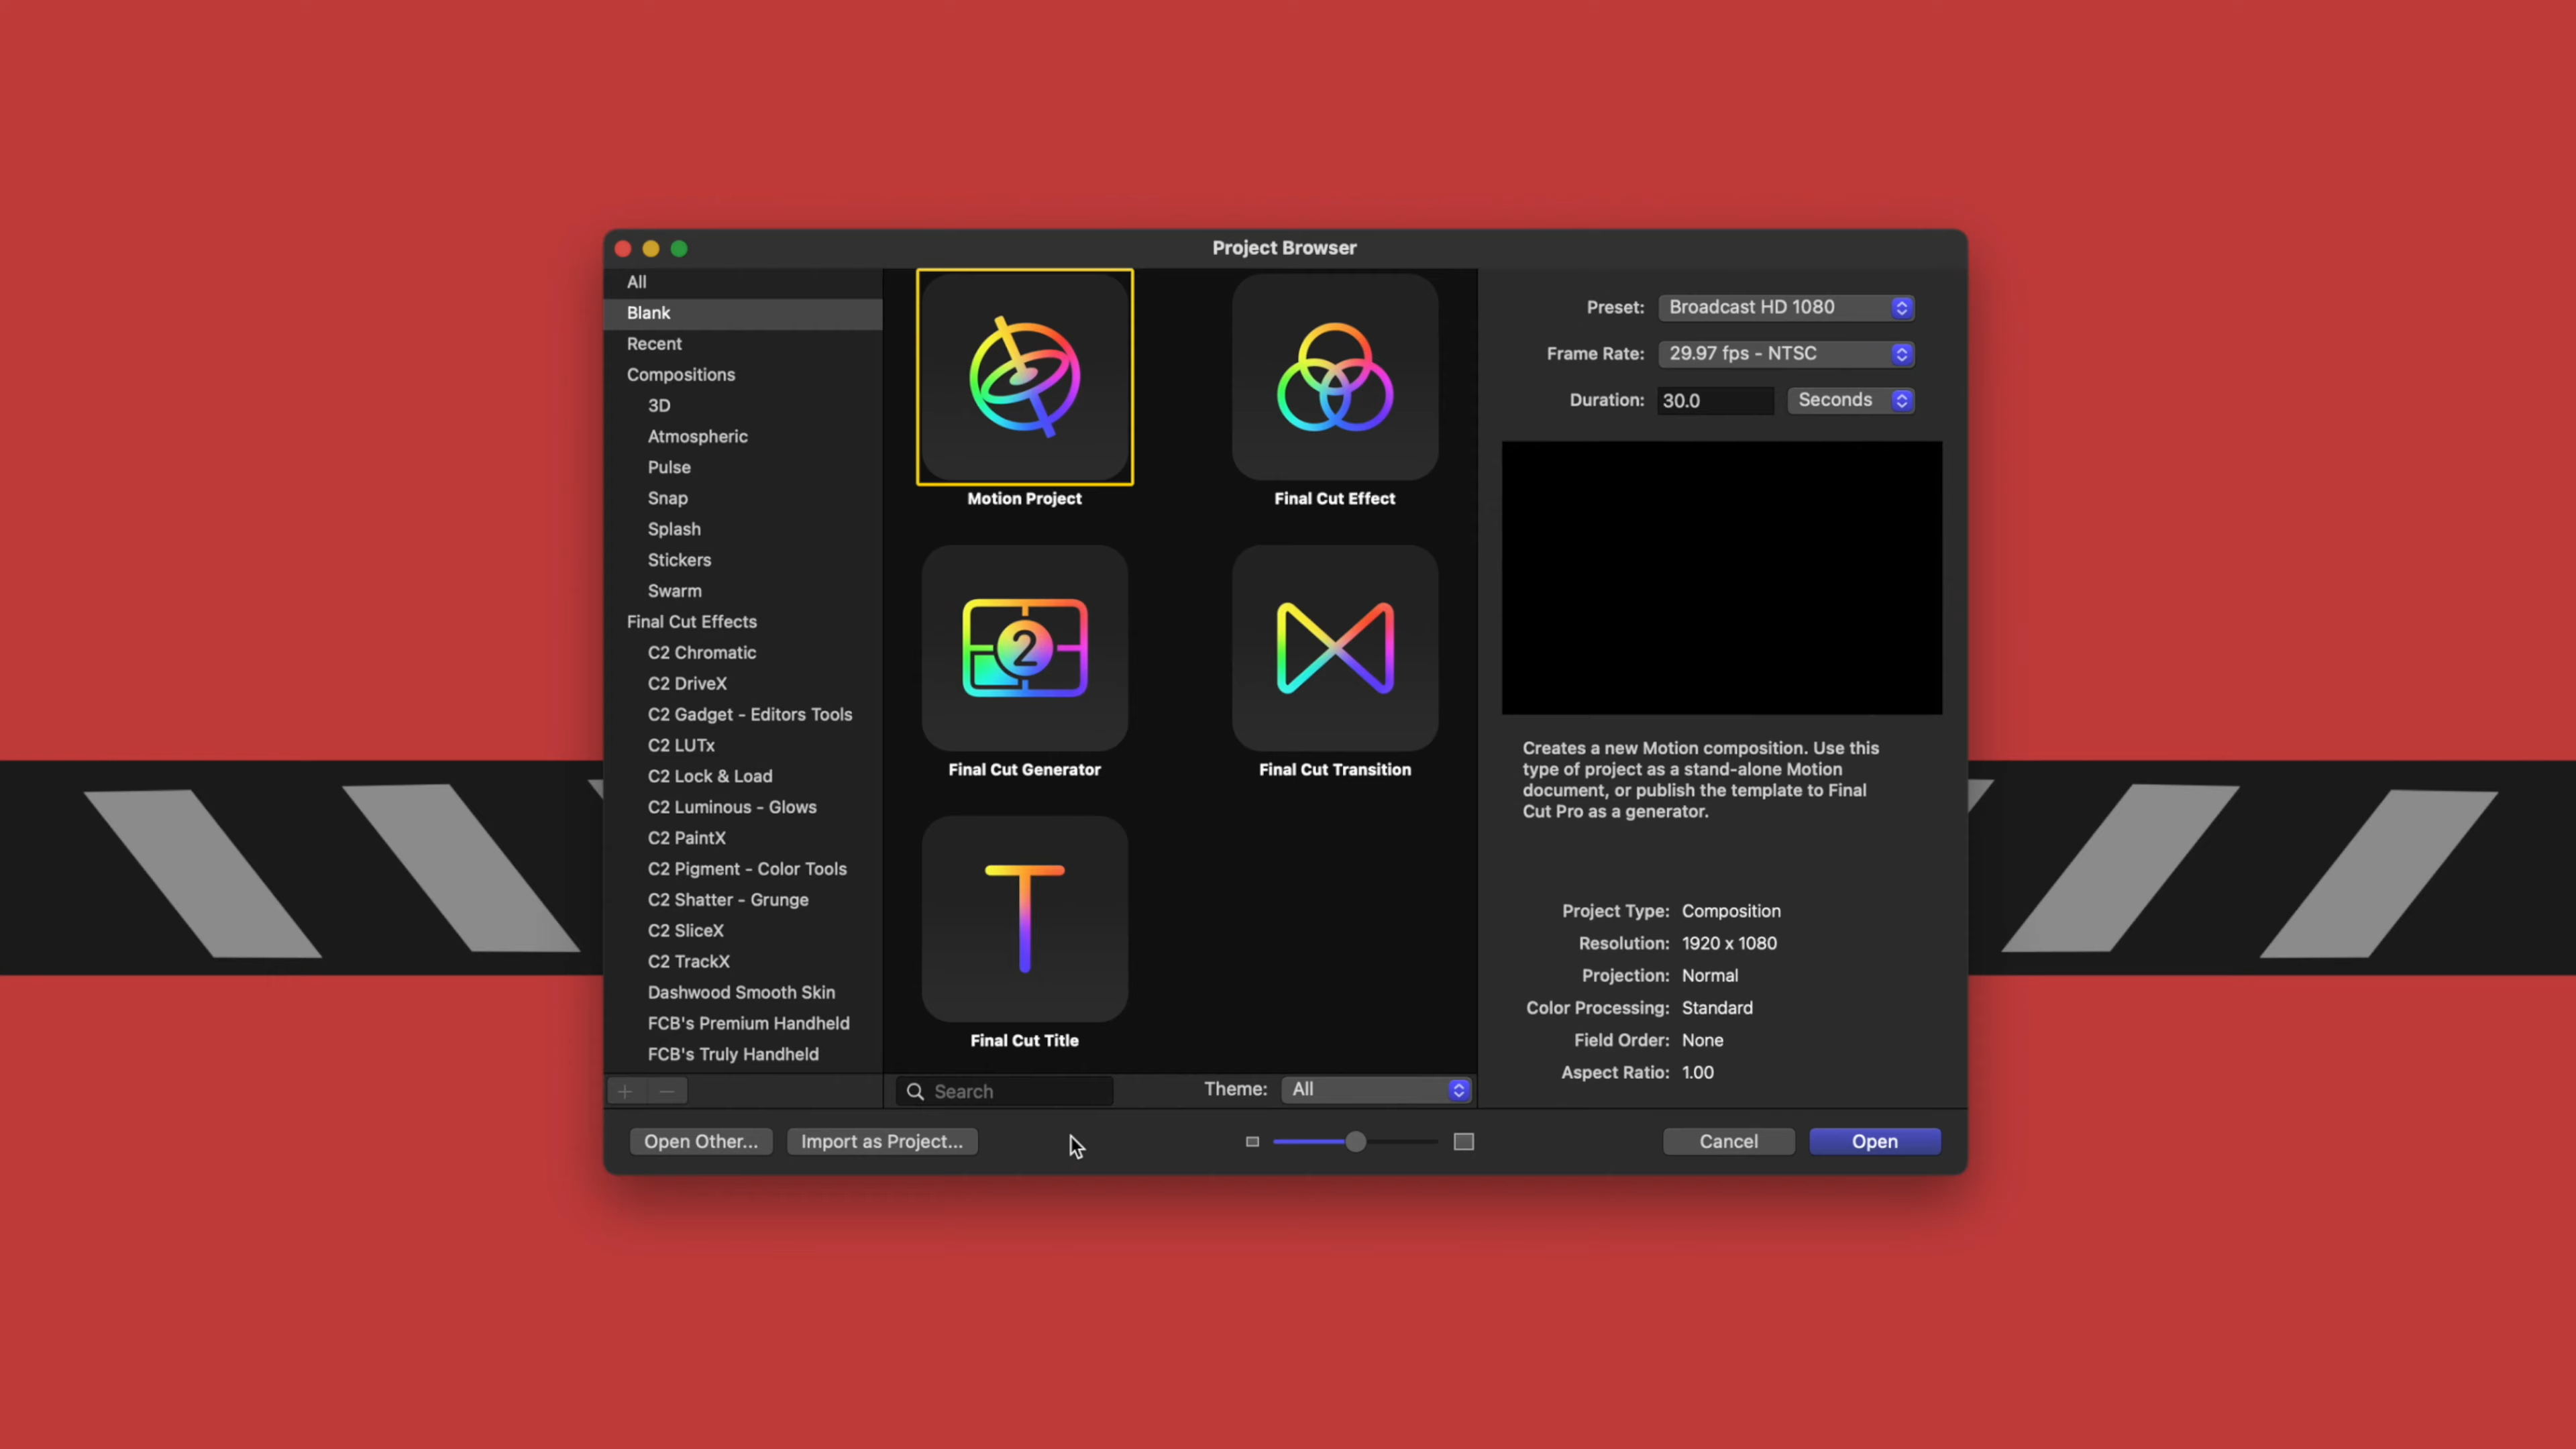 Project Browser
All
Blank
Recent
Compositions
3D
Atmospheric
Pulse
Snap
Splash
Stickers
Swarm
Final Cut Effects
C2 Chromatic
C2 DriveX
C2 Gadget - Editors Tools
C2 LUTx
C2 Lock & Load
C2 Luminous - Glows
C2 PaintX
C2 Pigment - Color Tools
C2 Shatter - Grunge
C2 SliceX
C2 TrackX
Dashwood Smooth Skin
FCB's Premium Handheld
FCB's Truly Handheld
Motion Project
Final Cut Effect
2
Final Cut Generator
Final Cut Transition
T
Final Cut Title
Search
Theme: All
Preset: Broadcast HD 1080
Frame Rate: 29.97 fps - NTSC
Duration: 30.0 Seconds
Creates a new Motion composition. Use this
type of project as a stand-alone Motion
document, or publish the template to Final
Cut Pro as a generator.
Project Type: Composition
Resolution: 1920 x 1080
Projection: Normal
Color Processing: Standard
Field Order: None
Aspect Ratio: 1.00
Open Other...
Import as Project...
Cancel
Open